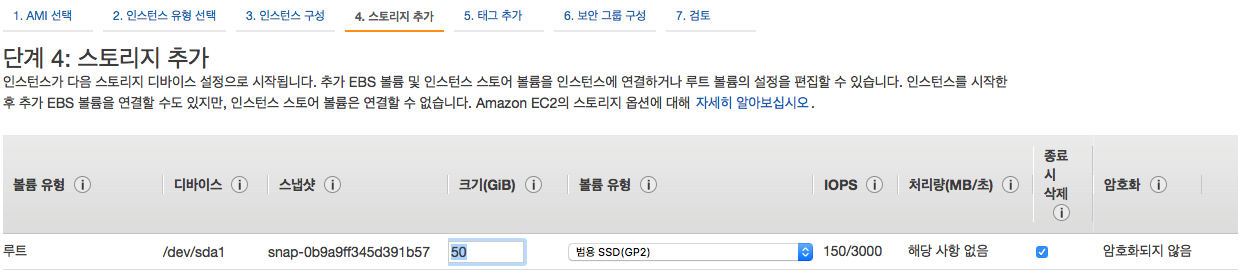 1. AMI 선택 2. 인스턴스 유형 선택 3. 인스턴스 구성 4. 스토리지 추가 5. 태그 추가 6. 보안 그룹 구성 7. 검토
단계 4: 스토리지 추가
인스턴스가 다음 스토리지 디바이스 설정으로 시작됩니다. 추가 EBS 볼륨 및 인스턴스 스토어 볼륨을 인스턴스에 연결하거나 루트 볼륨의 설정을 편집할 수 있습니다. 인스턴스를 시작한
후 추가 EBS 볼륨을 연결할 수도 있지만, 인스턴스 스토어 볼륨은 연결할 수 없습니다. Amazon EC2의 스토리지 옵션에 대해 자세히 알아보십시오 .
볼륨 유형 i 디바이스 i 스냅샷 i 크기(GiB) i 볼륨 유형 i IOPS i 처리량(MB/초) i 종료
시
삭제
i 암호화 i
루트 /dev/sda1 snap-0b9a9ff345d391b57 50 범용 SSD(GP2) 150/3000 해당 사항 없음 암호화되지 않음